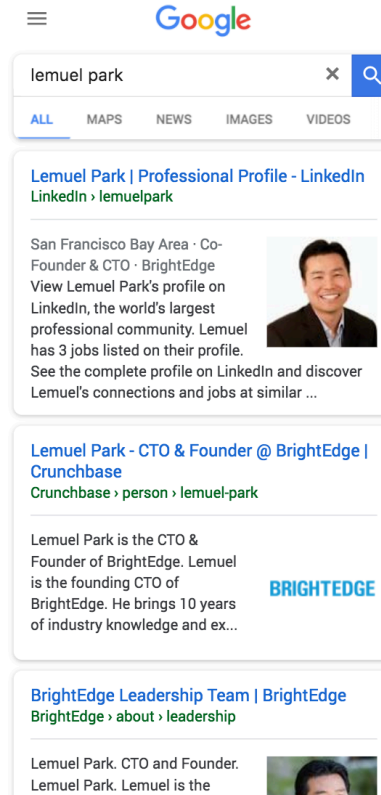 Google
lemuel park
ALL MAPS NEWS IMAGES VIDEOS
Lemuel Park | Professional Profile - LinkedIn
LinkedIn › lemuelpark
San Francisco Bay Area · Co-
Founder & CTO · BrightEdge
View Lemuel Park's profile on
LinkedIn, the world's largest
professional community. Lemuel
has 3 jobs listed on their profile.
See the complete profile on LinkedIn and discover
Lemuel's connections and jobs at similar ...
Lemuel Park - CTO & Founder @ BrightEdge |
Crunchbase
Crunchbase › person › lemuel-park
Lemuel Park is the CTO &
Founder of BrightEdge. Lemuel
is the founding CTO of
BrightEdge. He brings 10 years
of industry knowledge and ex...
BRIGHTEDGE
BrightEdge Leadership Team | BrightEdge
BrightEdge › about › leadership
Lemuel Park. CTO and Founder.
Lemuel Park. Lemuel is the